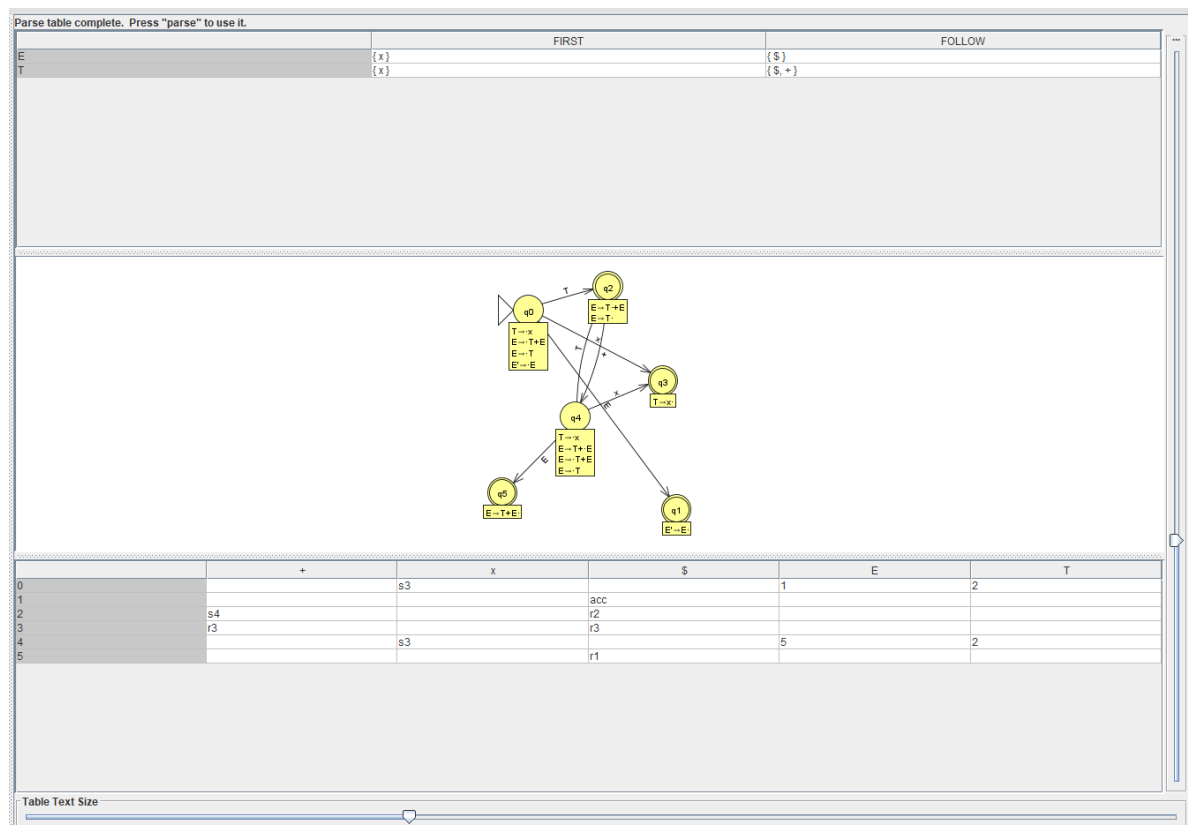 Parse table complete. Press "parse" to use it.
FIRST FOLLOW
E { x } { $ }
T { x } { $, + }
...
q0
T→·x
E→·T+E
E→·T
E'→·E
T
q2
E→T·+E
E→T·
x
+
T
q3
T→x·
x
E
q4
T→·x
E→T+·E
E→·T+E
E→·T
E
q5
E→T+E·
q1
E'→E·
+ x $ E T
0 s3 1 2
1 acc
2 s4 r2
3 r3 r3
4 s3 5 2
5 r1
Table Text Size